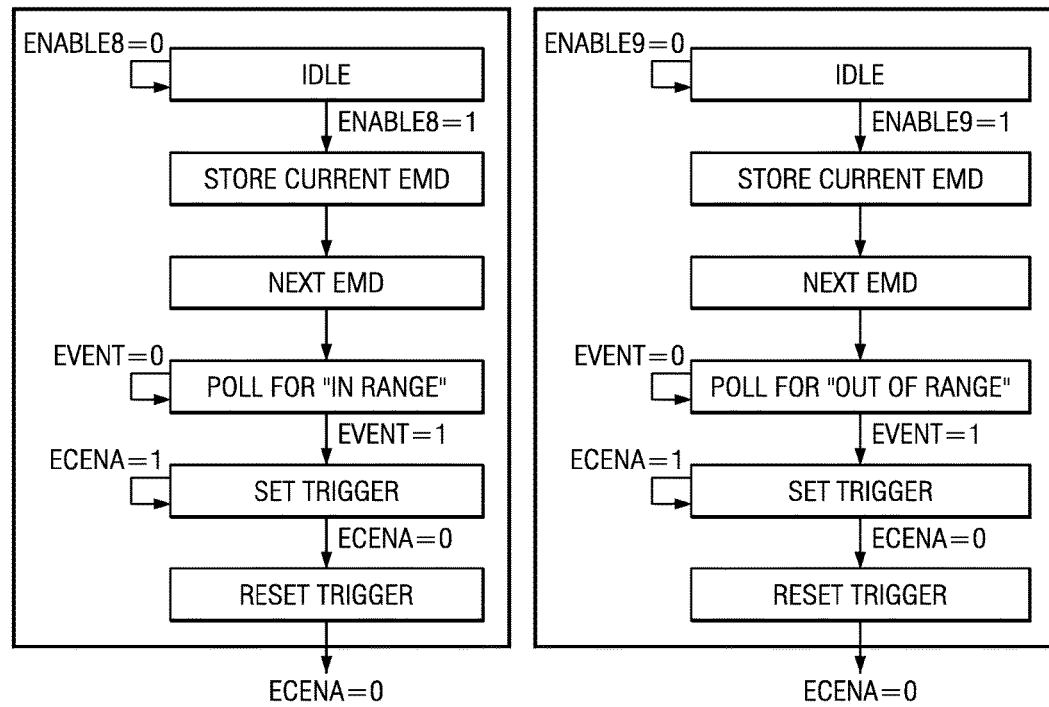 ENABLE8=0
IDLE
ENABLE8=1
STORE CURRENT EMD
NEXT EMD
EVENT=0
POLL FOR "IN RANGE"
EVENT=1
ECENA=1
SET TRIGGER
ECENA=0
RESET TRIGGER
ECENA=0
ENABLE9=0
IDLE
ENABLE9=1
STORE CURRENT EMD
NEXT EMD
EVENT=0
POLL FOR "OUT OF RANGE"
EVENT=1
ECENA=1
SET TRIGGER
ECENA=0
RESET TRIGGER
ECENA=0